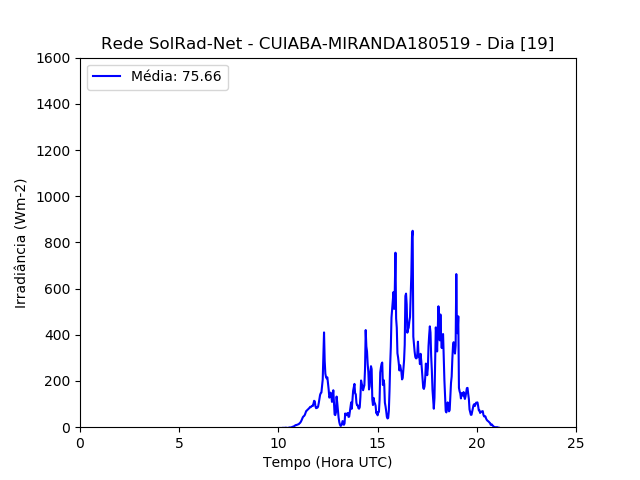 Rede SolRad-Net - CUIABA-MIRANDA180519 - Dia [19]
Média: 75.66
Irradiância (Wm-2)
1600
1400
1200
1000
800
600
400
200
0
0 5 10 15 20 25
Tempo (Hora UTC)